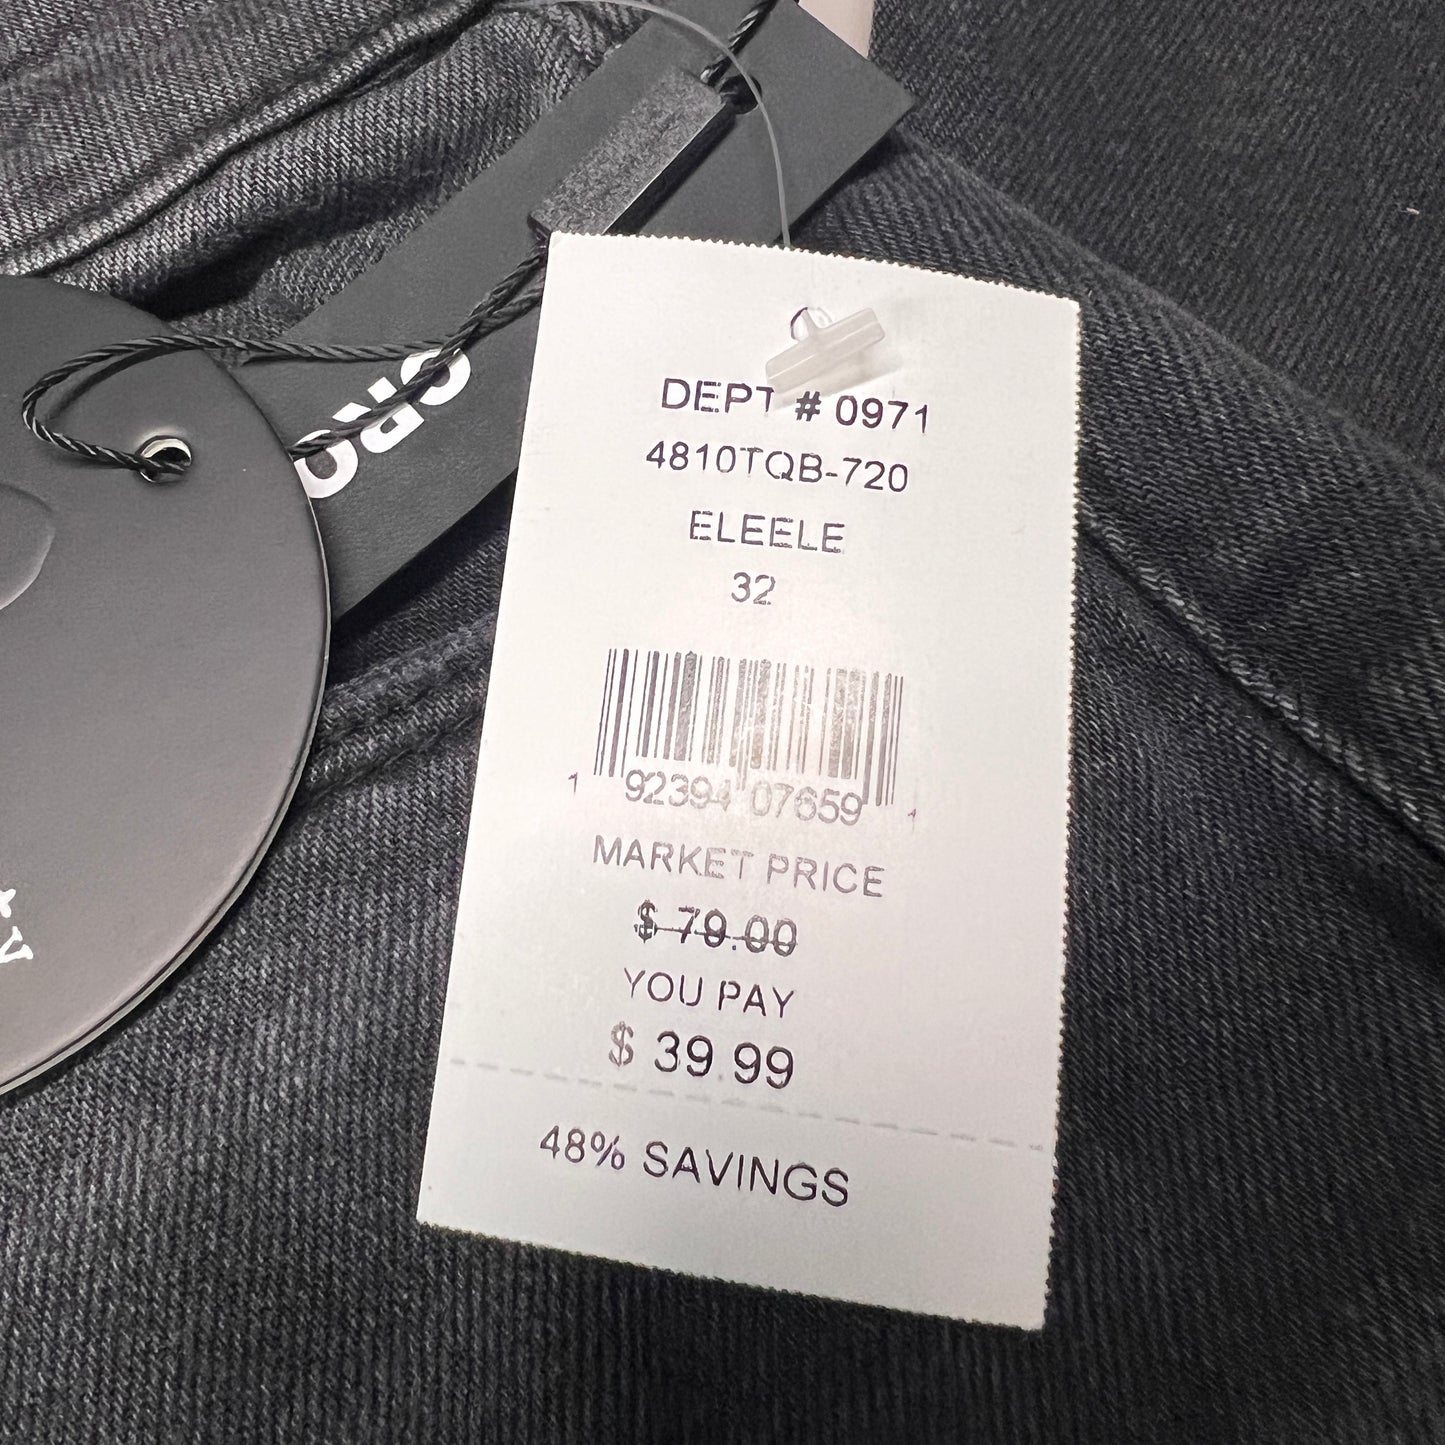 DEPT # 0971
4810TQB-720
ELEELE
32
1 92394 07659 1
MARKET PRICE
$ 79.00
YOU PAY
$ 39.99
48% SAVINGS